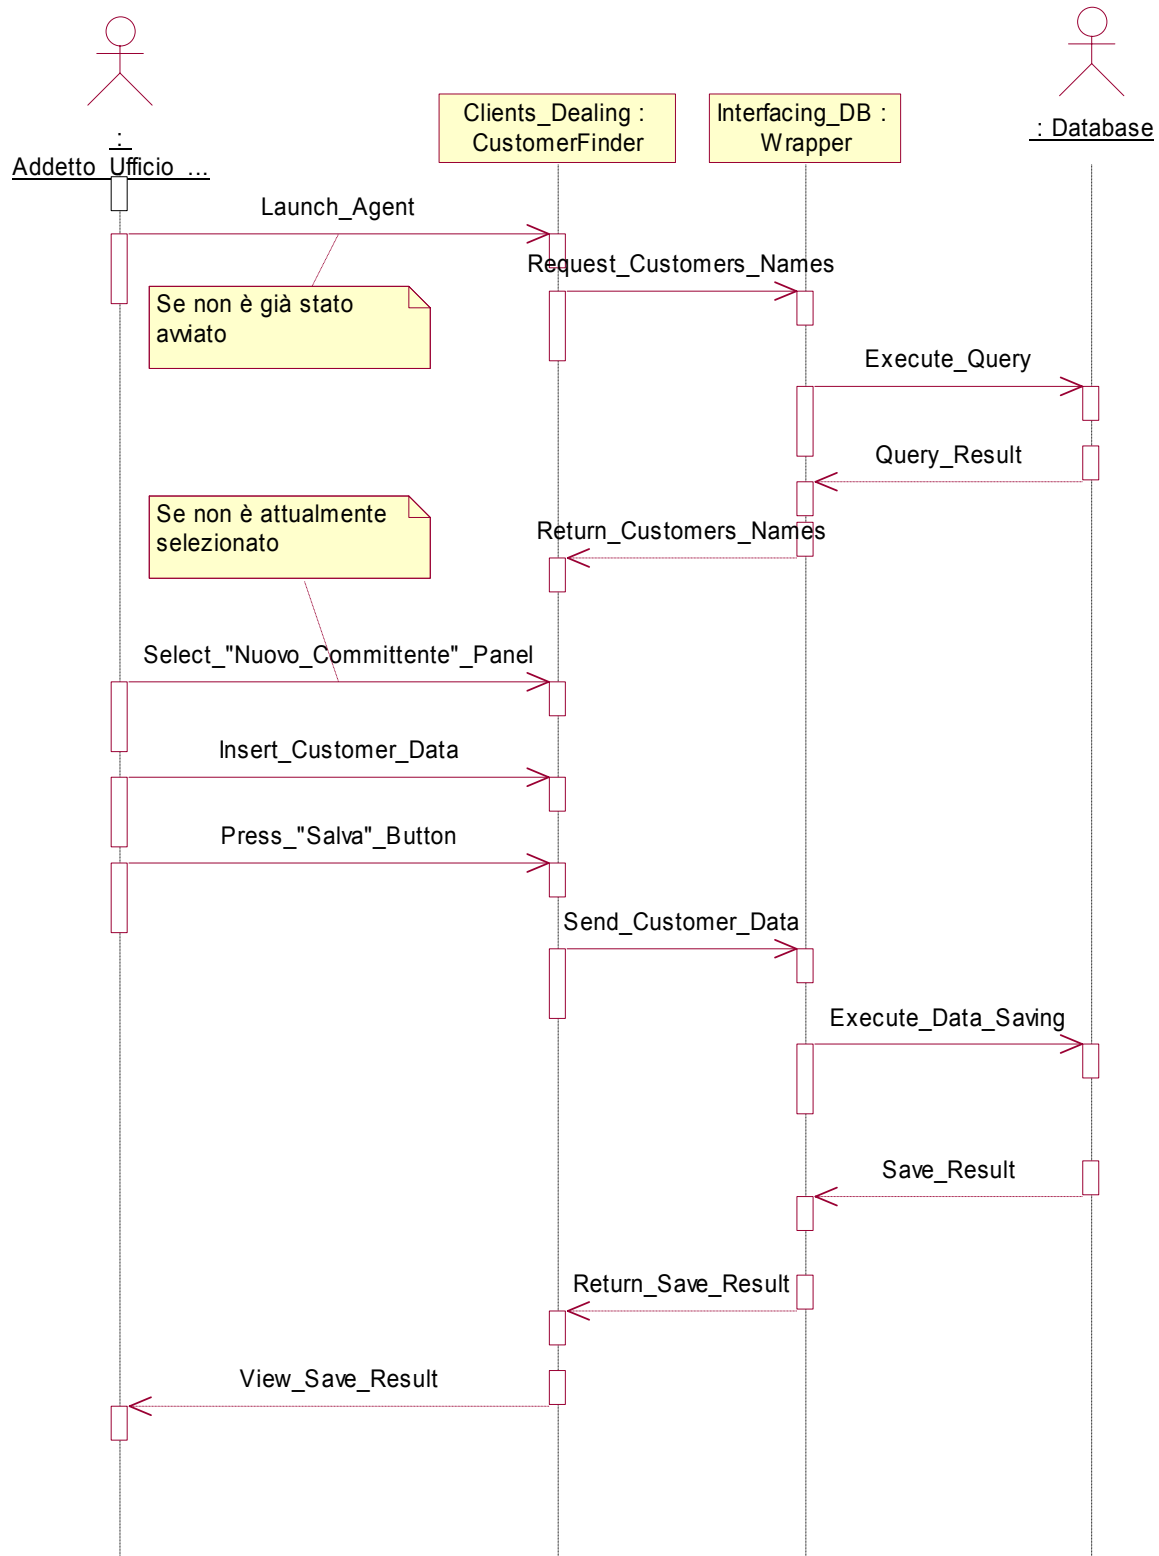 :
Addetto_Ufficio_...
Clients_Dealing :
CustomerFinder
Interfacing_DB :
Wrapper
: Database
Launch_Agent
Request_Customers_Names
Se non è già stato
avviato
Execute_Query
Query_Result
Se non è attualmente
selezionato
Return_Customers_Names
Select_"Nuovo_Committente"_Panel
Insert_Customer_Data
Press_"Salva"_Button
Send_Customer_Data
Execute_Data_Saving
Save_Result
Return_Save_Result
View_Save_Result